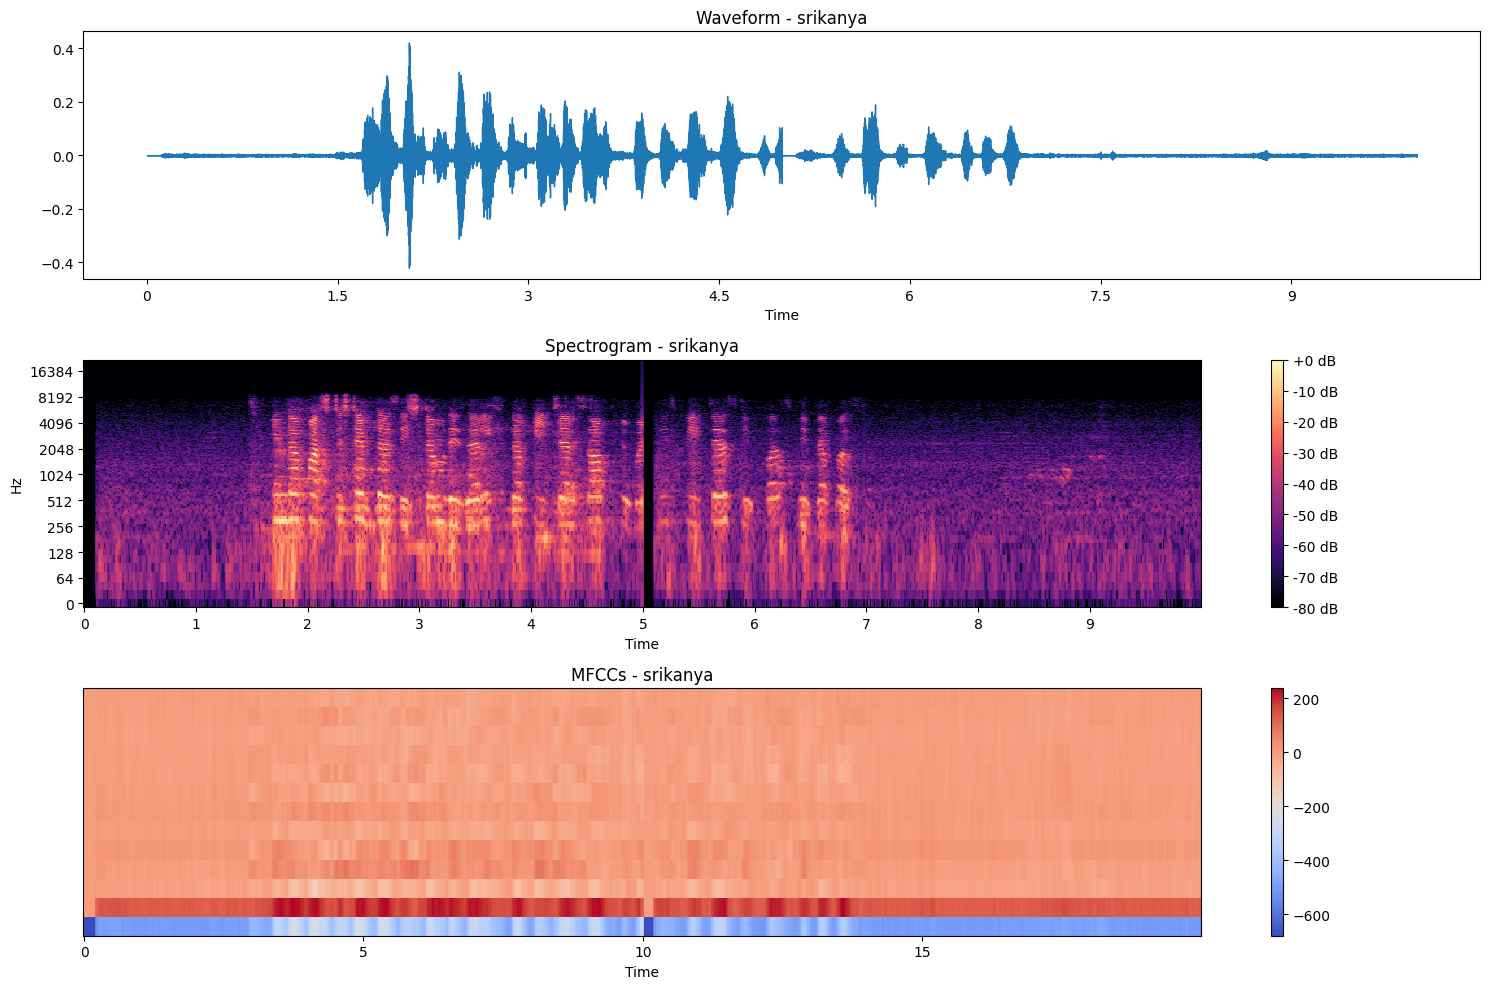 Waveform - srikanya
0.4
0.2
0.0
−0.2
−0.4
0 1.5 3 4.5 6 7.5 9
Time
Spectrogram - srikanya
Hz
16384
8192
4096
2048
1024
512
256
128
64
0
0 1 2 3 4 5 6 7 8 9
Time
+0 dB
-10 dB
-20 dB
-30 dB
-40 dB
-50 dB
-60 dB
-70 dB
-80 dB
MFCCs - srikanya
0 5 10 15
Time
200
0
−200
−400
−600